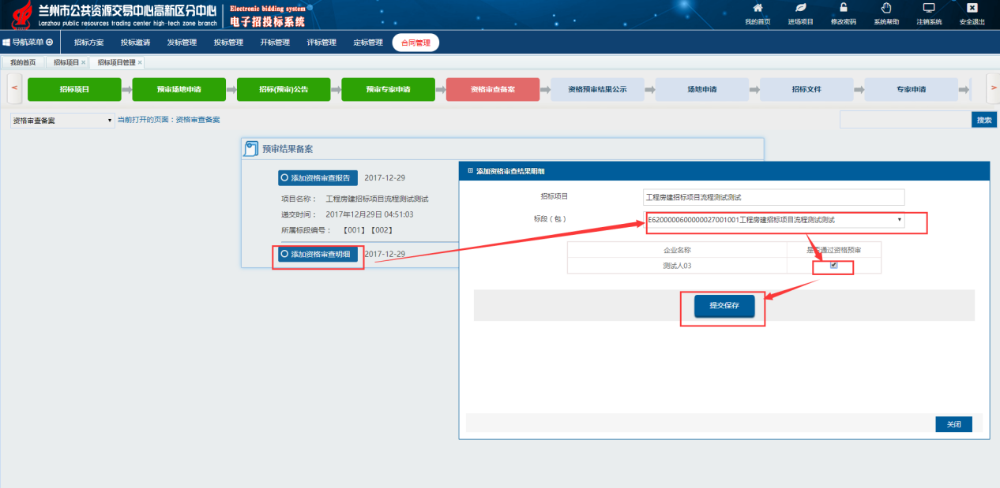 兰州市公共资源交易中心高新区分中心
Lanzhou public resources trading center high-tech zone branch
Electronic bidding system
电子招投标系统
我的首页 进场项目 修改密码 系统帮助 注销系统 安全退出
导航菜单 招标方案 投标邀请 发标管理 投标管理 开标管理 评标管理 定标管理 合同管理
我的首页 招标项目 × 招标项目管理 ×
< 招标项目 预审场地申请 招标(预审)公告 预审专家申请 资格审查备案 资格预审结果公示 场地申请 招标文件 专家申请 >
资格审查备案 当前打开的页面：资格审查备案 搜索
预审结果备案
添加资格审查报告 2017-12-29
项目名称： 工程房建招标项目流程测试测试
递交时间： 2017年12月29日 04:51:03
所属标段编号： 【001】【002】
添加资格审查明细 2017-12-29
添加资格审查结果明细
招标项目 工程房建招标项目流程测试测试
标段（包） E6200000600000027001001工程房建招标项目流程测试测试
企业名称 是否通过资格预审
测试人03
提交保存
关闭